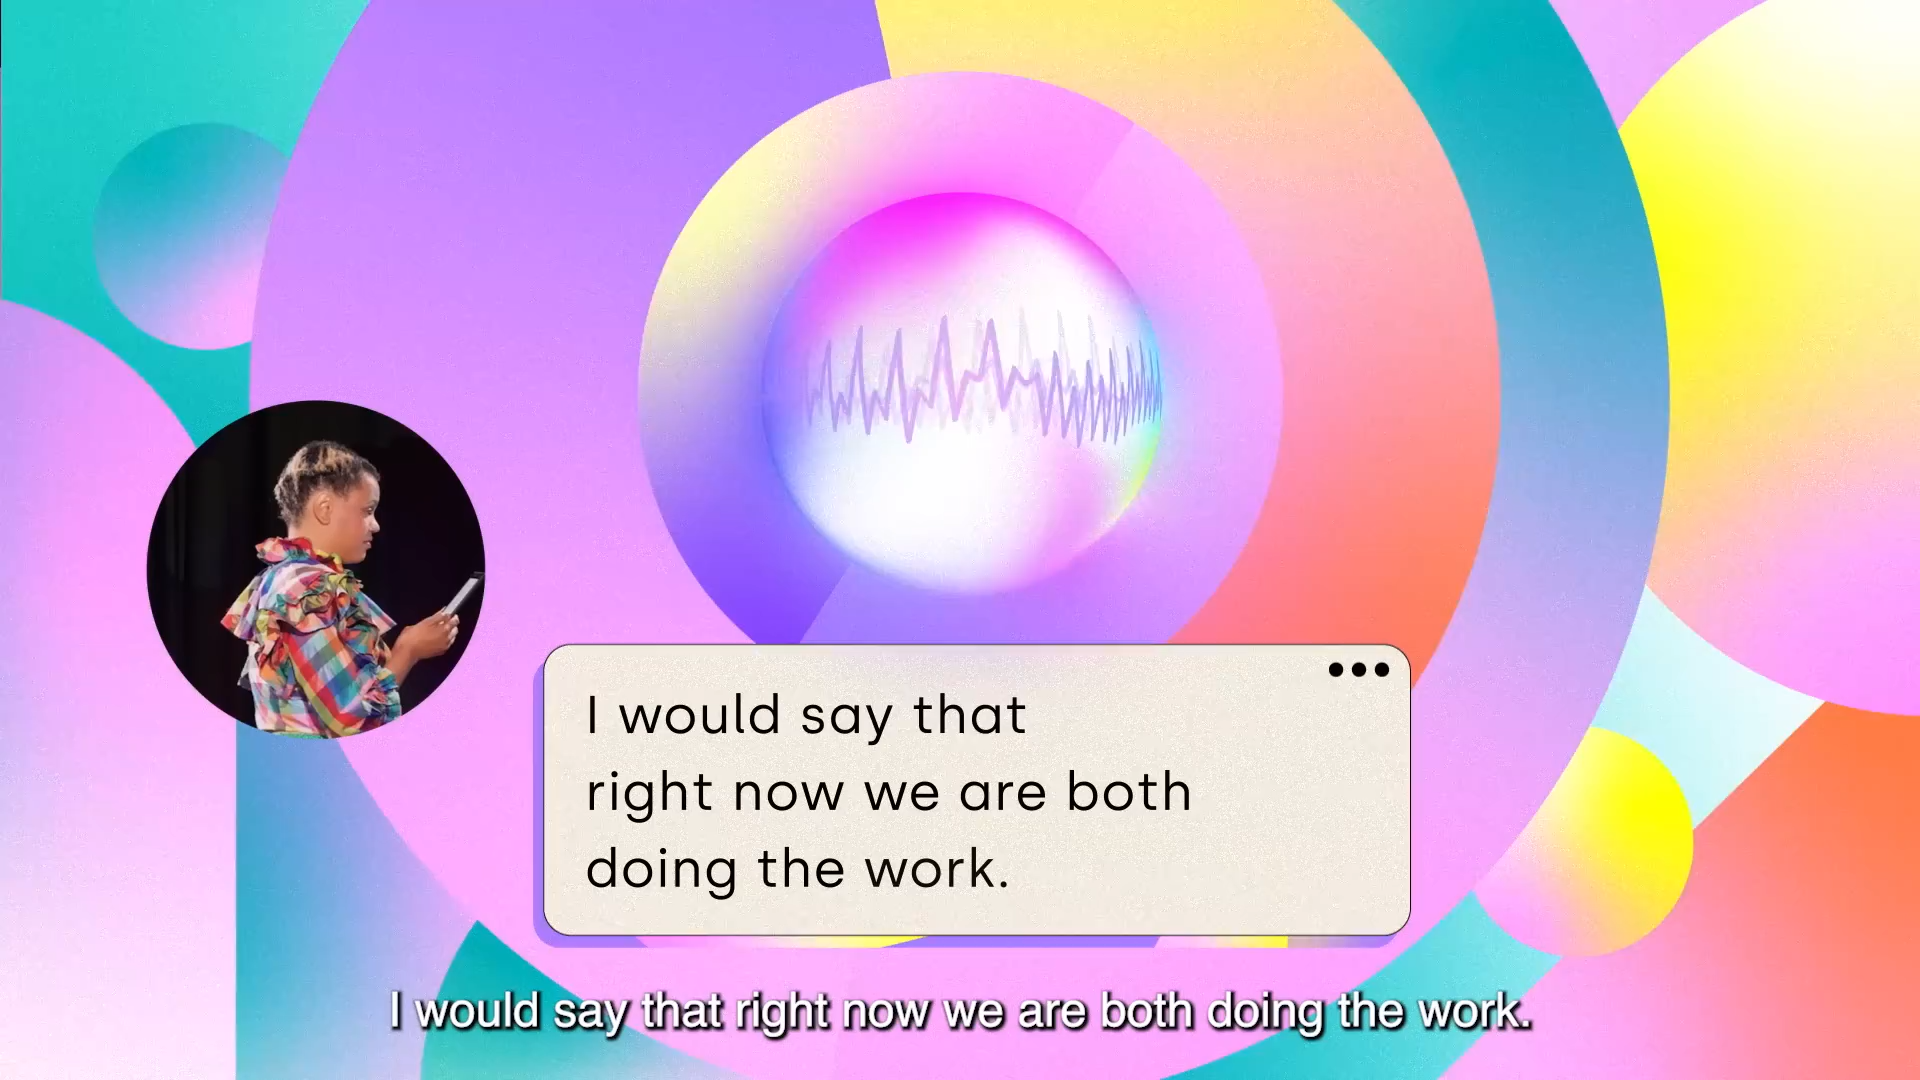 I would say that
right now we are both
doing the work.
I would say that right now we are both doing the work.